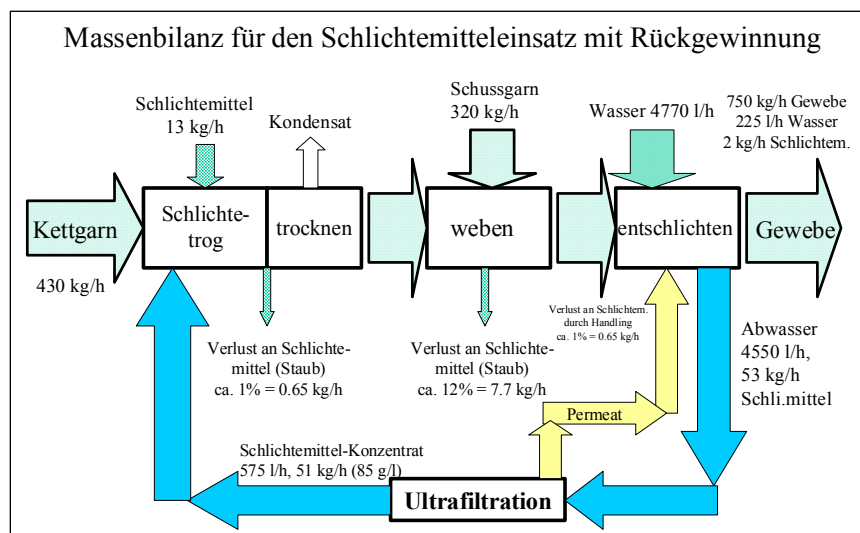 Massenbilanz für den Schlichtemitteleinsatz mit Rückgewinnung
Schlichtemittel
13 kg/h
Kondensat
Schussgarn
320 kg/h
Wasser 4770 l/h
750 kg/h Gewebe
225 l/h Wasser
2 kg/h Schlichtem.
Kettgarn
Schlichte-
trog
trocknen
weben
entschlichten
Gewebe
430 kg/h
Verlust an Schlichte-
mittel (Staub)
ca. 1% = 0.65 kg/h
Verlust an Schlichte-
mittel (Staub)
ca. 12% = 7.7 kg/h
Verlust an Schlichtem.
durch Handling
ca. 1% = 0.65 kg/h
Abwasser
4550 l/h,
53 kg/h
Schli.mittel
Permeat
Schlichtemittel-Konzentrat
575 l/h, 51 kg/h (85 g/l)
Ultrafiltration